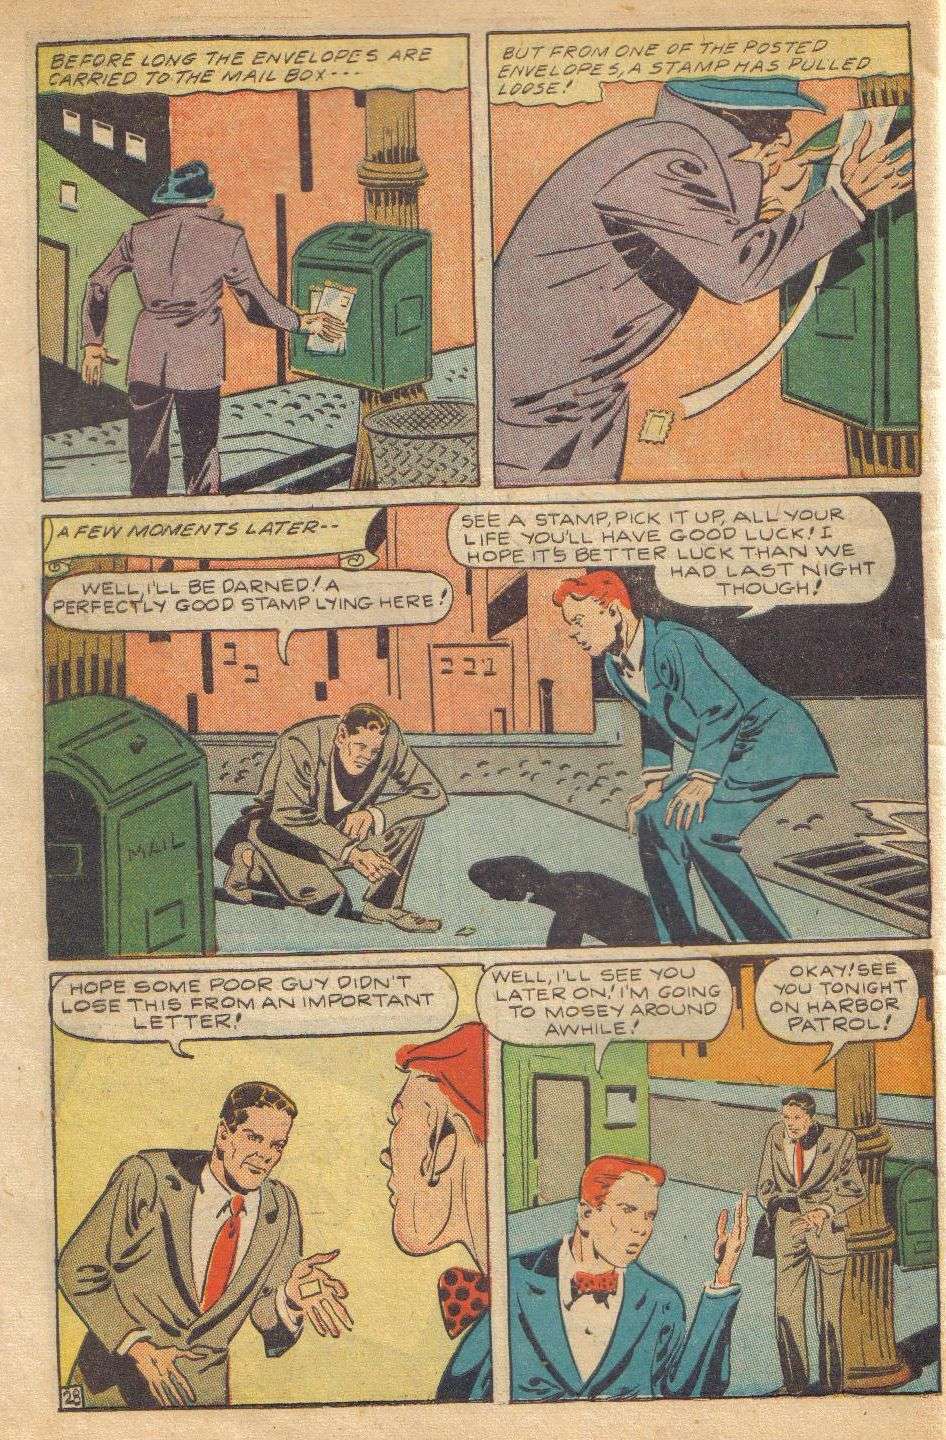 BEFORE LONG THE ENVELOPES ARE
CARRIED TO THE MAIL BOX---
BUT FROM ONE OF THE POSTED
ENVELOPES, A STAMP HAS PULLED
LOOSE!
A FEW MOMENTS LATER--
WELL, I'LL BE DARNED! A
PERFECTLY GOOD STAMP LYING HERE!
SEE A STAMP, PICK IT UP, ALL YOUR
LIFE YOU'LL HAVE GOOD LUCK! I
HOPE IT'S BETTER LUCK THAN WE
HAD LAST NIGHT
THOUGH!
MAIL
HOPE SOME POOR GUY DIDN'T
LOSE THIS FROM AN IMPORTANT
LETTER!
WELL, I'LL SEE YOU
LATER ON! I'M GOING
TO MOSEY AROUND
AWHILE!
OKAY! SEE
YOU TONIGHT
ON HARBOR
PATROL!
28